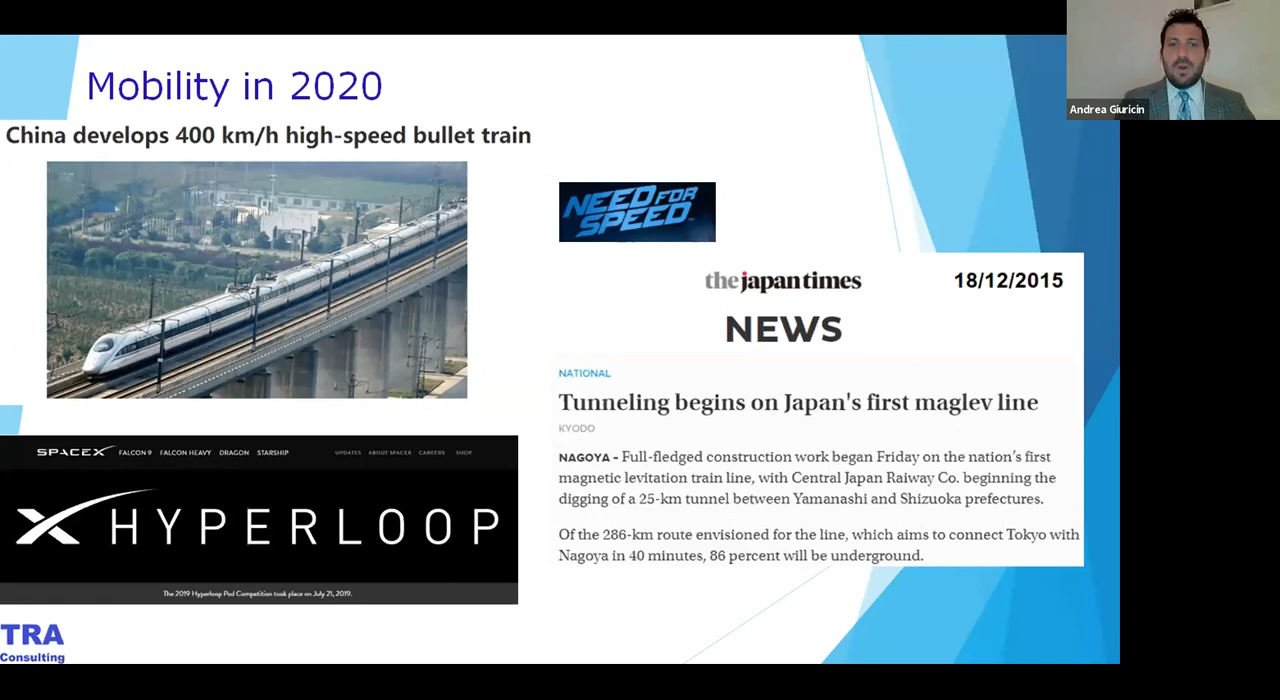 Mobility in 2020
China develops 400 km/h high-speed bullet train
NEED FOR
SPEED
the japan times
18/12/2015
NEWS
NATIONAL
Tunneling begins on Japan's first maglev line
KYODO
NAGOYA – Full-fledged construction work began Friday on the nation's first
magnetic levitation train line, with Central Japan Raiway Co. beginning the
digging of a 25-km tunnel between Yamanashi and Shizuoka prefectures.
Of the 286-km route envisioned for the line, which aims to connect Tokyo with
Nagoya in 40 minutes, 86 percent will be underground.
SPACEX FALCON 9 FALCON HEAVY DRAGON STARSHIP UPDATES ABOUT SPACEX CAREERS SHOP
X HYPERLOOP
The 2019 Hyperloop Pod Competition took place on July 21, 2019.
TRA
Consulting
Andrea Giuricin